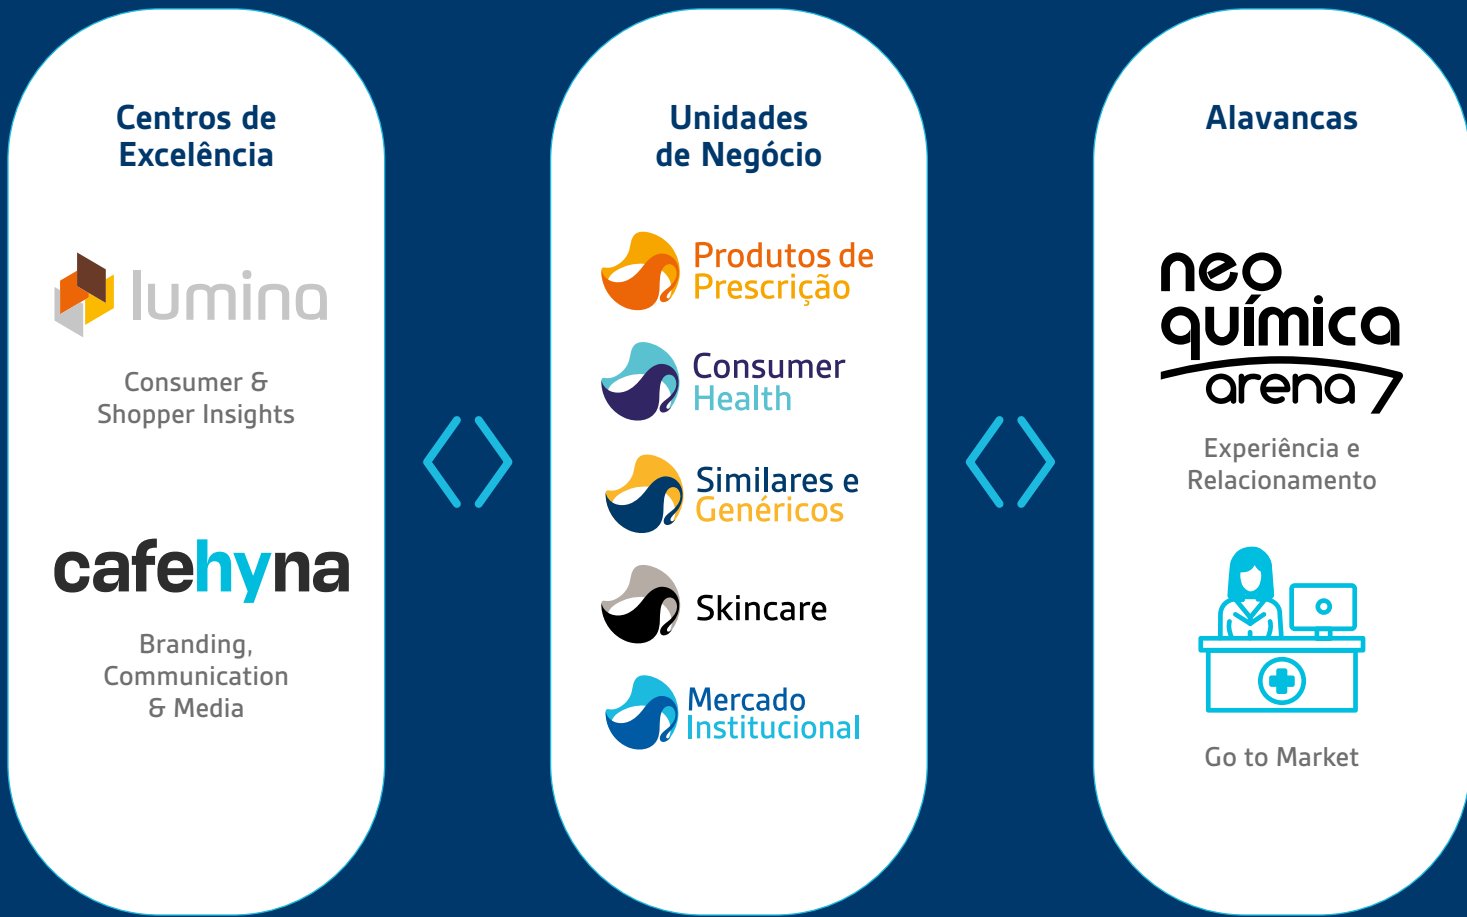 Centros de
Excelência
lumina
Consumer &
Shopper Insights
cafehyna
Branding,
Communication
& Media
Unidades
de Negócio
Produtos de
Prescrição
Consumer
Health
Similares e
Genéricos
Skincare
Mercado
Institucional
Alavancas
neo
química
arena
Experiência e
Relacionamento
Go to Market